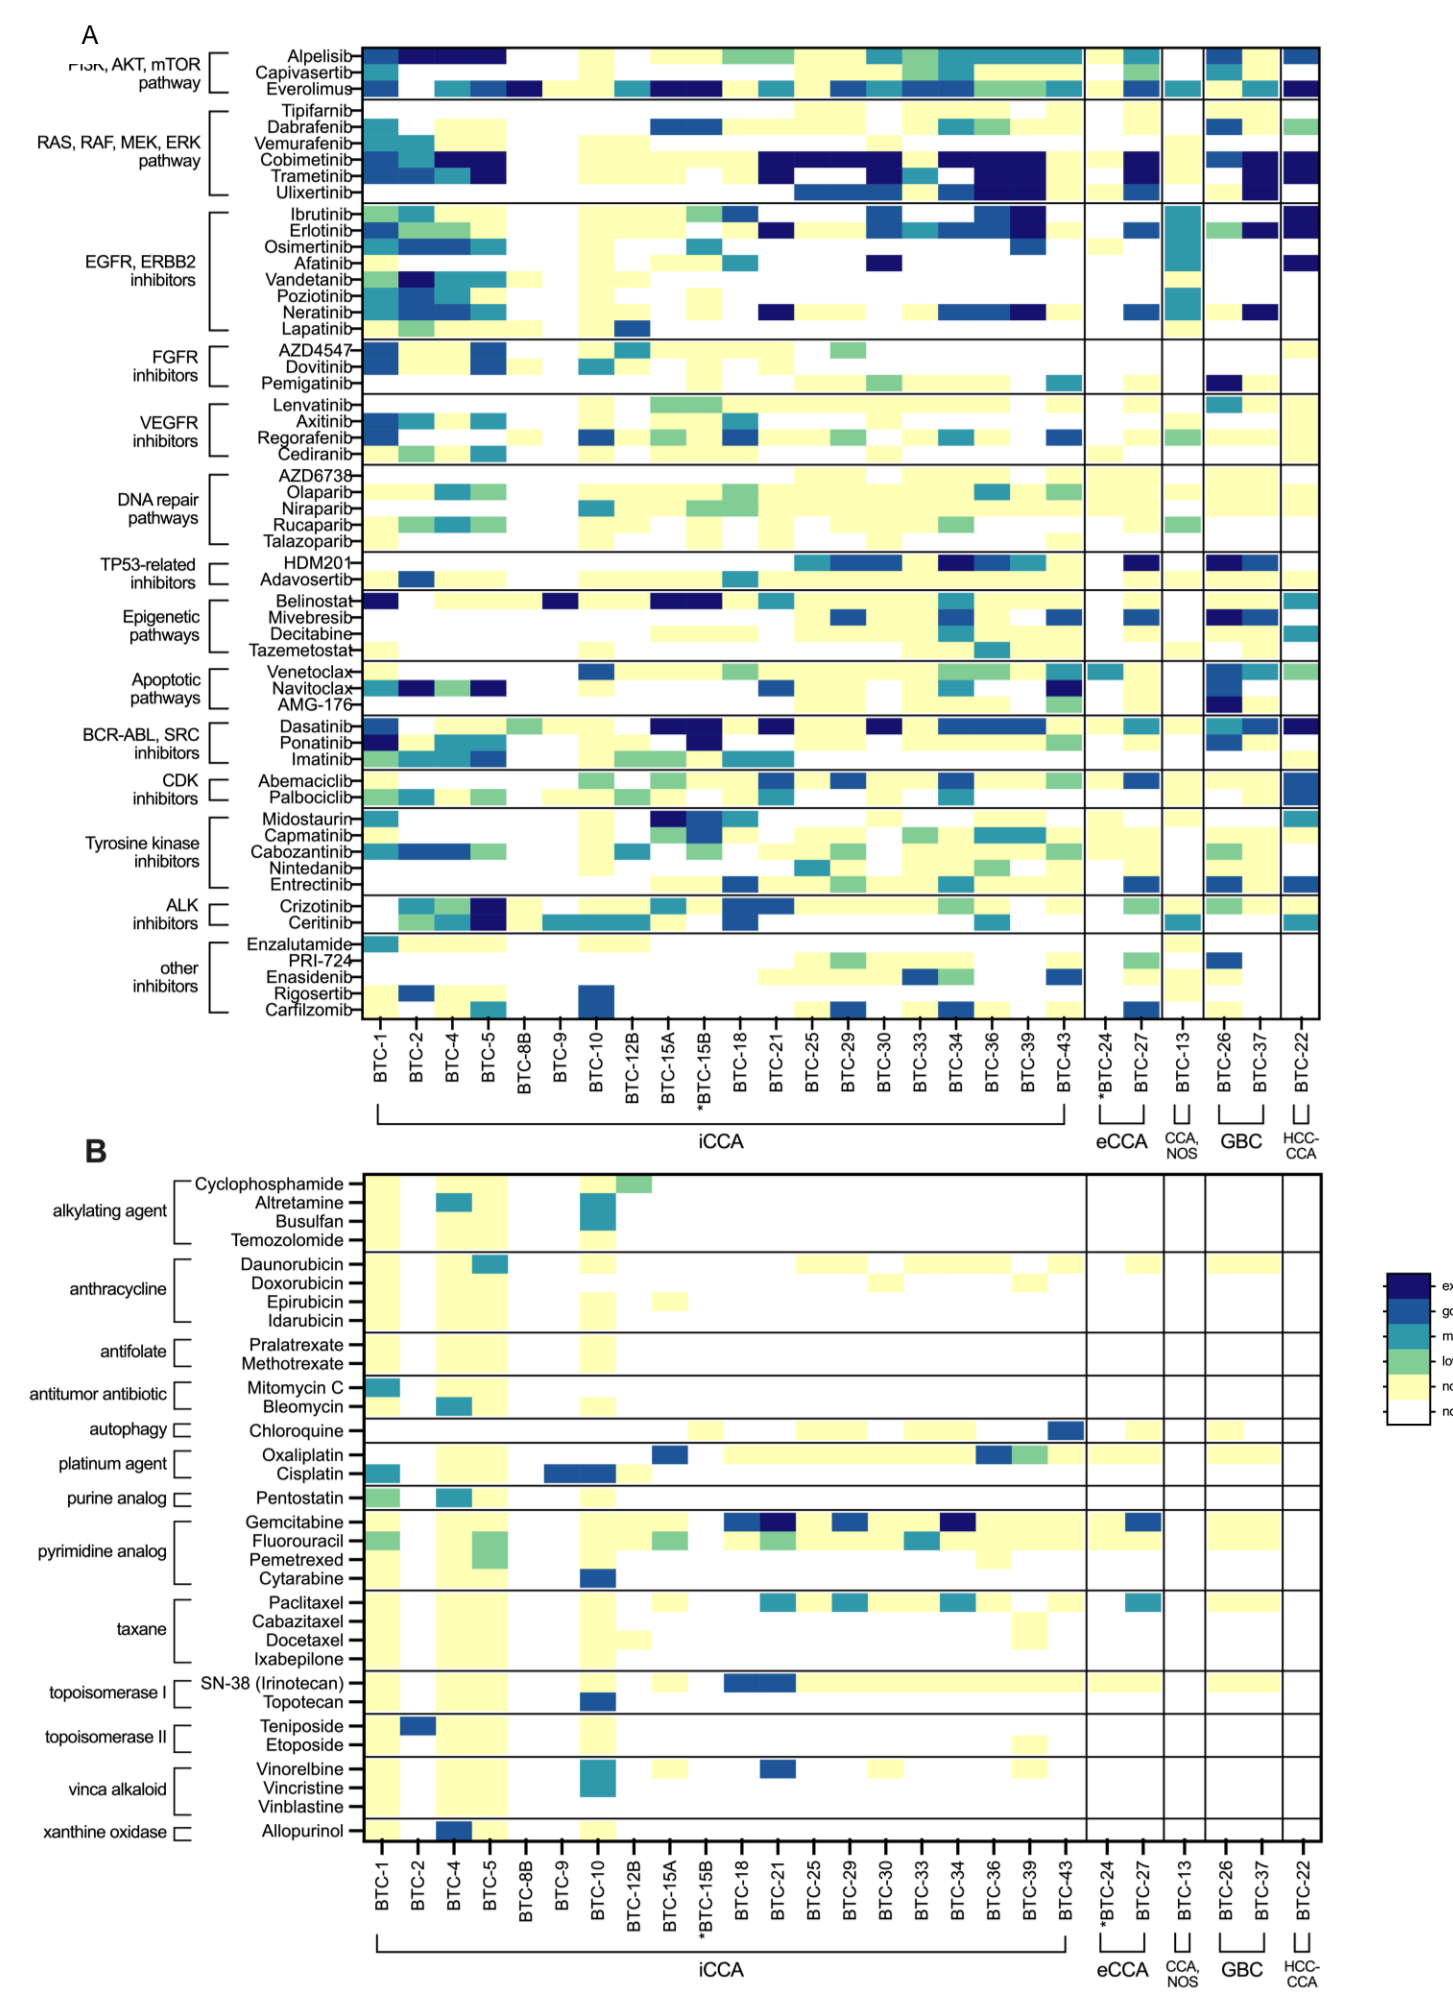 A
PI3K, AKT, mTOR
pathway
Alpelisib
Capivasertib
Everolimus
RAS, RAF, MEK, ERK
pathway
Tipifarnib
Dabrafenib
Vemurafenib
Cobimetinib
Trametinib
Ulixertinib
EGFR, ERBB2
inhibitors
Ibrutinib
Erlotinib
Osimertinib
Afatinib
Vandetanib
Poziotinib
Neratinib
Lapatinib
FGFR
inhibitors
AZD4547
Dovitinib
Pemigatinib
VEGFR
inhibitors
Lenvatinib
Axitinib
Regorafenib
Cediranib
DNA repair
pathways
AZD6738
Olaparib
Niraparib
Rucaparib
Talazoparib
TP53-related
inhibitors
HDM201
Adavosertib
Epigenetic
pathways
Belinostat
Mivebresib
Decitabine
Tazemetostat
Apoptotic
pathways
Venetoclax
Navitoclax
AMG-176
BCR-ABL, SRC
inhibitors
Dasatinib
Ponatinib
Imatinib
CDK
inhibitors
Abemaciclib
Palbociclib
Tyrosine kinase
inhibitors
Midostaurin
Capmatinib
Cabozantinib
Nintedanib
Entrectinib
ALK
inhibitors
Crizotinib
Ceritinib
other
inhibitors
Enzalutamide
PRI-724
Enasidenib
Rigosertib
Carfilzomib
BTC-1
BTC-2
BTC-4
BTC-5
BTC-8B
BTC-9
BTC-10
BTC-12B
BTC-15A
*BTC-15B
BTC-18
BTC-21
BTC-25
BTC-29
BTC-30
BTC-33
BTC-34
BTC-36
BTC-39
BTC-43
*BTC-24
BTC-27
BTC-13
BTC-26
BTC-37
BTC-22
iCCA
eCCA
CCA,
NOS
GBC
HCC-
CCA
B
alkylating agent
Cyclophosphamide
Altretamine
Busulfan
Temozolomide
anthracycline
Daunorubicin
Doxorubicin
Epirubicin
Idarubicin
antifolate
Pralatrexate
Methotrexate
antitumor antibiotic
Mitomycin C
Bleomycin
autophagy
Chloroquine
platinum agent
Oxaliplatin
Cisplatin
purine analog
Pentostatin
pyrimidine analog
Gemcitabine
Fluorouracil
Pemetrexed
Cytarabine
taxane
Paclitaxel
Cabazitaxel
Docetaxel
Ixabepilone
topoisomerase I
SN-38 (Irinotecan)
Topotecan
topoisomerase II
Teniposide
Etoposide
vinca alkaloid
Vinorelbine
Vincristine
Vinblastine
xanthine oxidase
Allopurinol
BTC-1
BTC-2
BTC-4
BTC-5
BTC-8B
BTC-9
BTC-10
BTC-12B
BTC-15A
*BTC-15B
BTC-18
BTC-21
BTC-25
BTC-29
BTC-30
BTC-33
BTC-34
BTC-36
BTC-39
BTC-43
*BTC-24
BTC-27
BTC-13
BTC-26
BTC-37
BTC-22
iCCA
eCCA
CCA,
NOS
GBC
HCC-
CCA